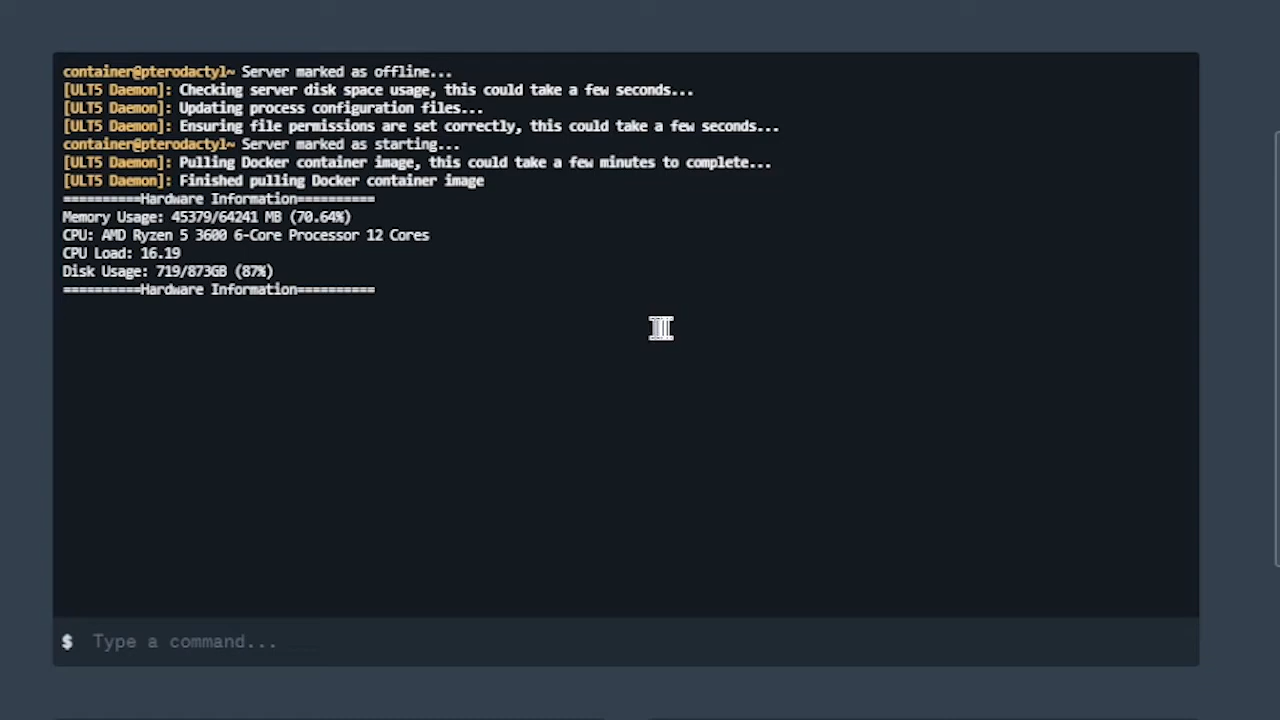 container@pterodactyl~ Server marked as offline...
[ULT5 Daemon]: Checking server disk space usage, this could take a few seconds...
[ULT5 Daemon]: Updating process configuration files...
[ULT5 Daemon]: Ensuring file permissions are set correctly, this could take a few seconds...
container@pterodactyl~ Server marked as starting...
[ULT5 Daemon]: Pulling Docker container image, this could take a few minutes to complete...
[ULT5 Daemon]: Finished pulling Docker container image
==========Hardware Information==========
Memory Usage: 45379/64241 MB (70.64%)
CPU: AMD Ryzen 5 3600 6-Core Processor 12 Cores
CPU Load: 16.19
Disk Usage: 719/873GB (87%)
==========Hardware Information==========
$ Type a command...